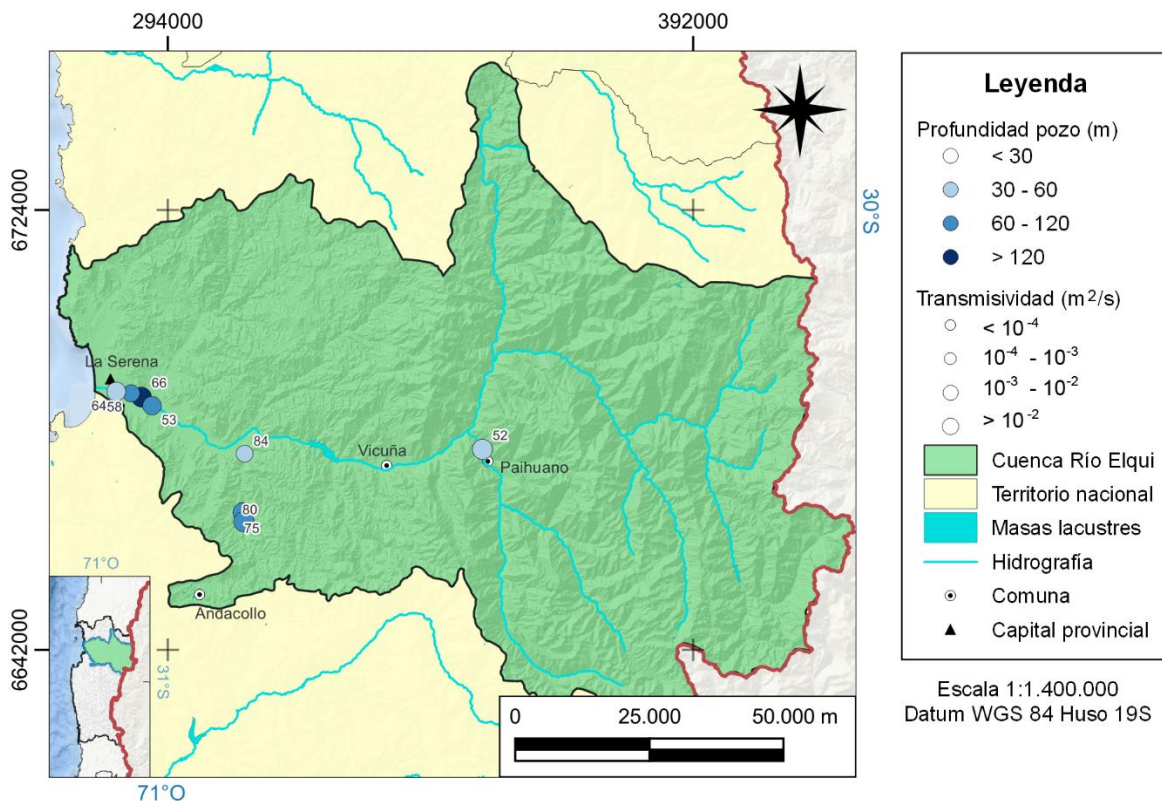 294000
392000
6724000
6642000
30°S
31°S
71°O
71°O
La Serena
66
6458
53
84
Vicuña
52
Paihuano
80
75
Andacollo
0
25.000
50.000 m
Leyenda
Profundidad pozo (m)
< 30
30 - 60
60 - 120
> 120
Transmisividad (m²/s)
< 10⁻⁴
10⁻⁴ - 10⁻³
10⁻³ - 10⁻²
> 10⁻²
Cuenca Río Elqui
Territorio nacional
Masas lacustres
Hidrografía
Comuna
Capital provincial
Escala 1:1.400.000
Datum WGS 84 Huso 19S